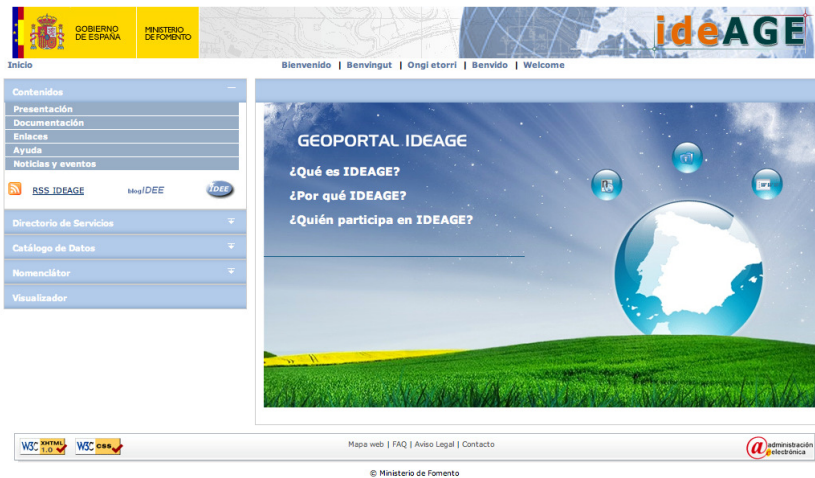 GOBIERNO
DE ESPAÑA
MINISTERIO
DE FOMENTO
ideAGE
Inicio
Bienvenido | Benvingut | Ongi etorri | Benvido | Welcome
Contenidos
Presentación
Documentación
Enlaces
Ayuda
Noticias y eventos
RSS IDEAGE
blogIDEE
IDEE
Directorio de Servicios
Catálogo de Datos
Nomenclátor
Visualizador
GEOPORTAL IDEAGE
¿Qué es IDEAGE?
¿Por qué IDEAGE?
¿Quién participa en IDEAGE?
W3C XHTML 1.0
W3C css
Mapa web | FAQ | Aviso Legal | Contacto
administración
electrónica
© Ministerio de Fomento